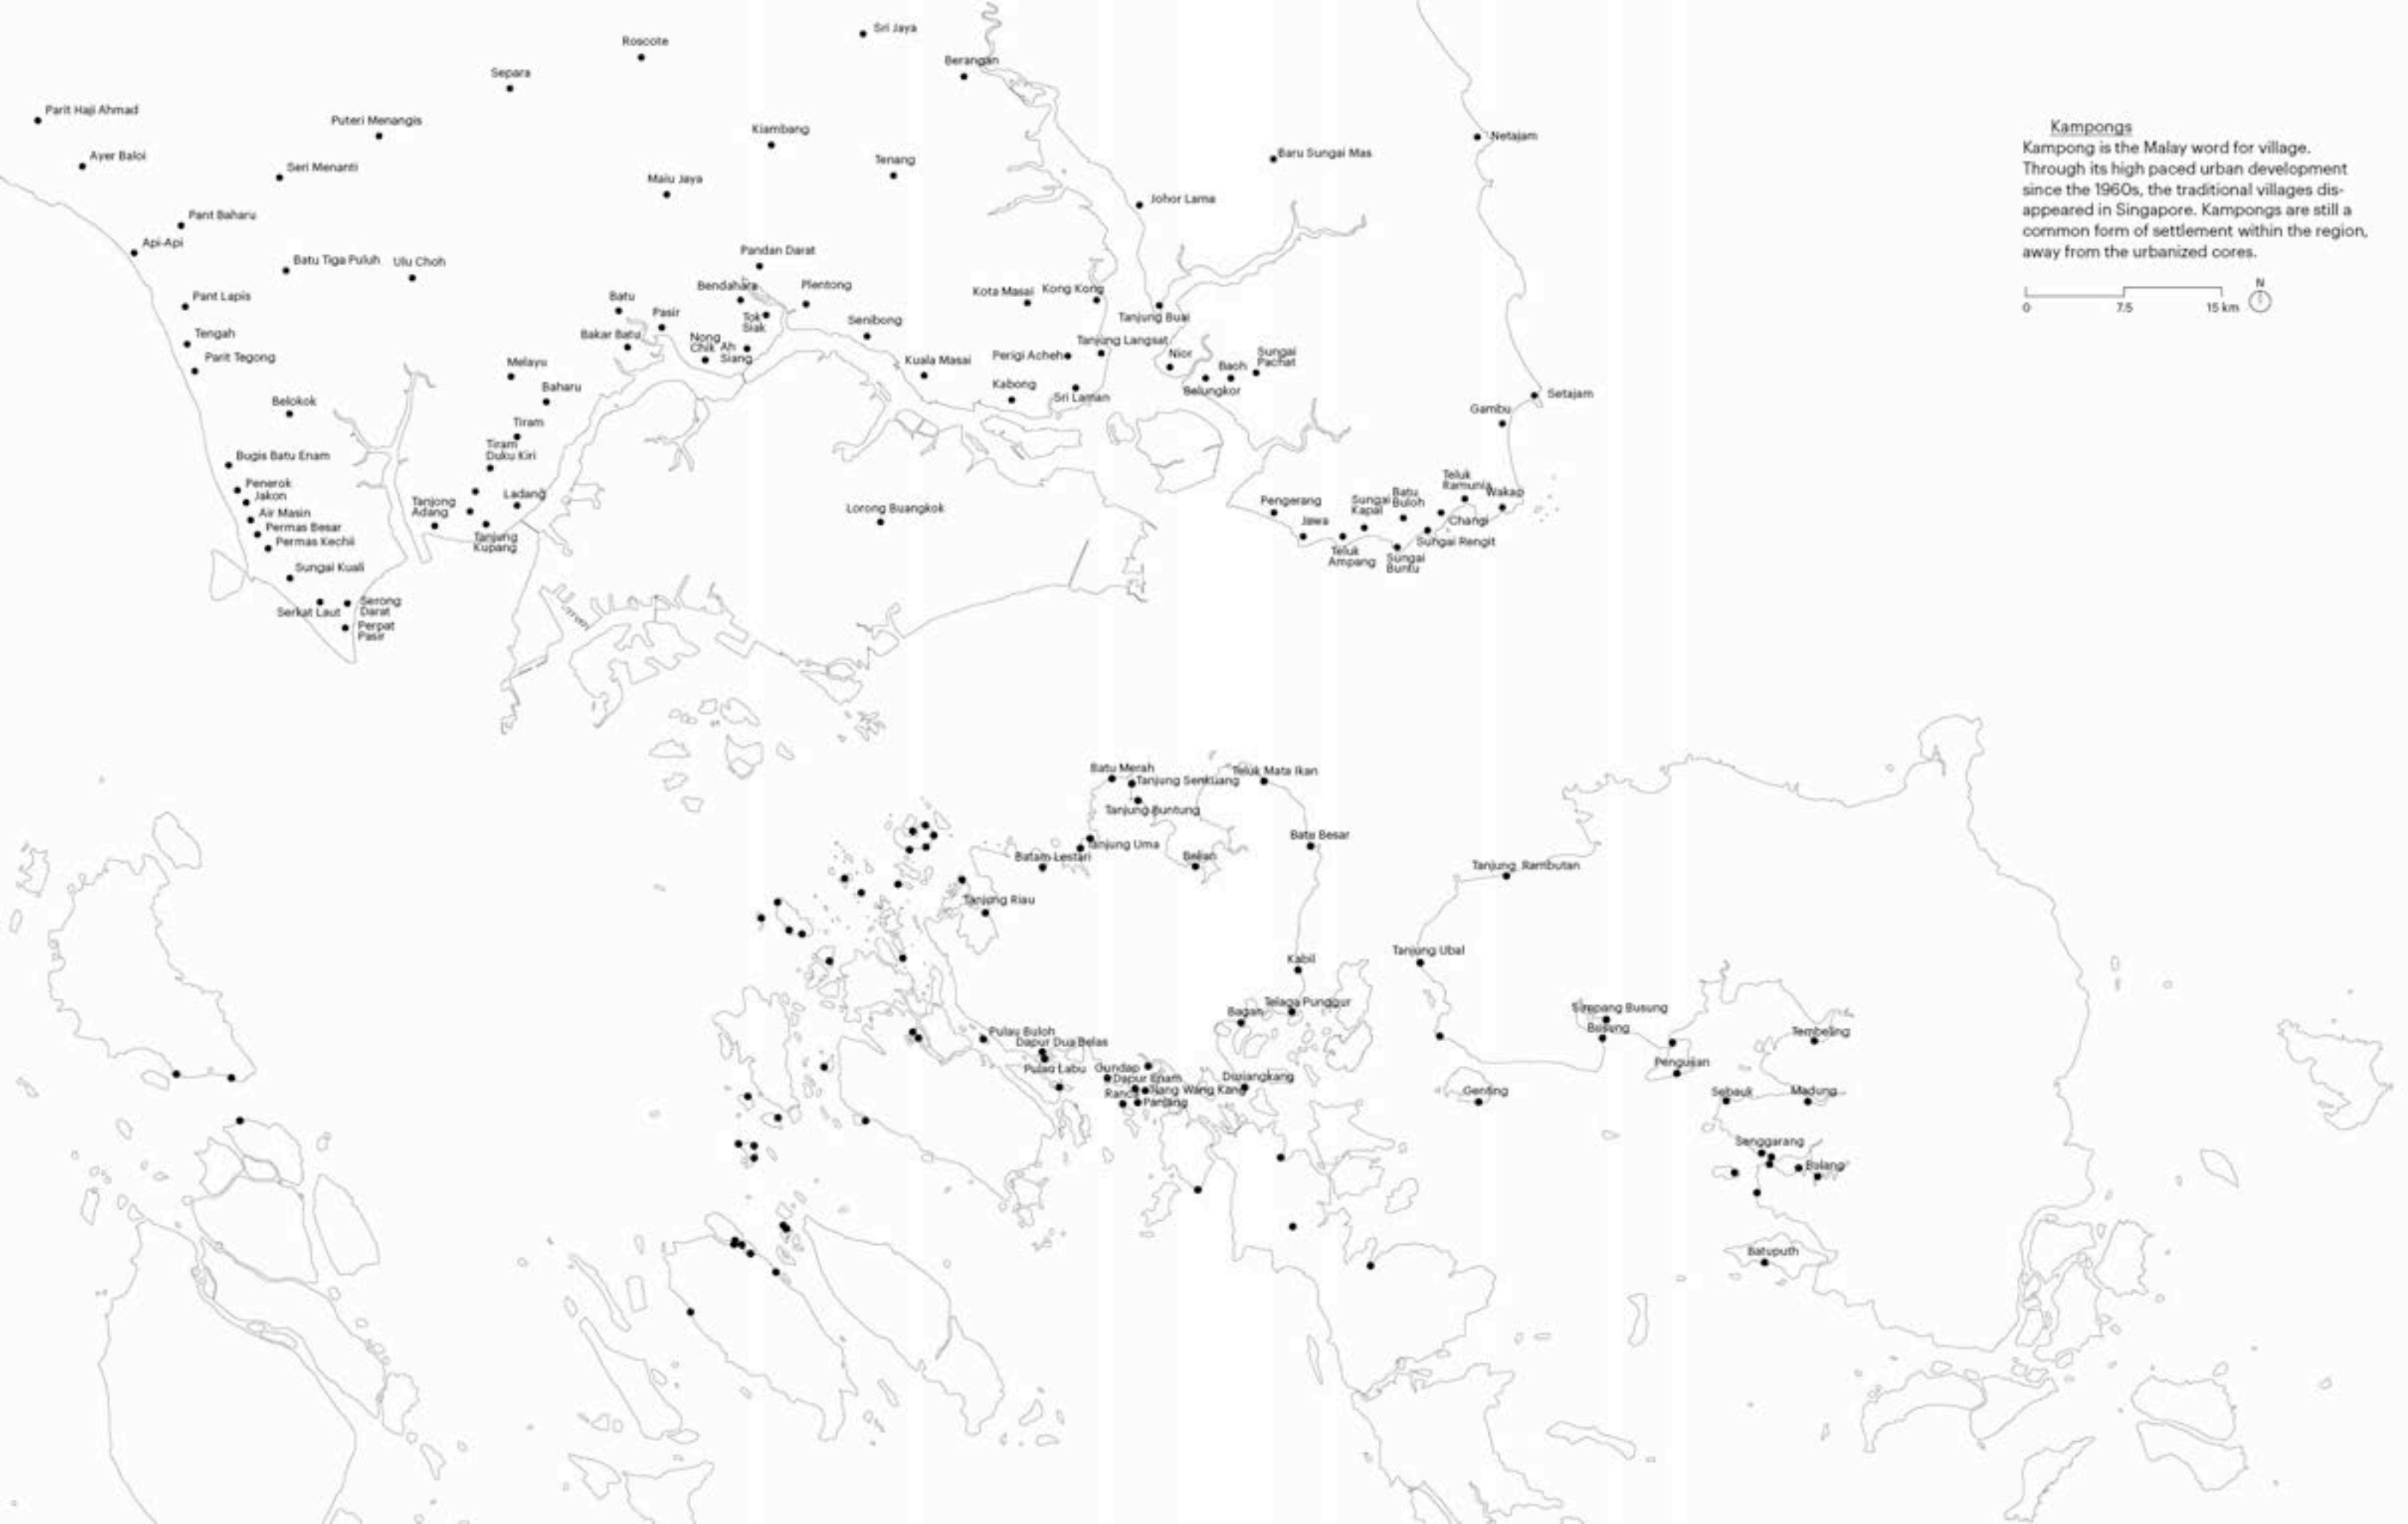 Sri Jaya
Roscote
Berangan
Separa
Parit Haji Ahmad
Puteri Menangis
Kiambang
Netajam
Ayer Baloi
Seri Menanti
Tenang
Baru Sungai Mas
Maiu Jaya
Johor Lama
Pant Baharu
Api-Api
Pandan Darat
Batu Tiga Puluh
Ulu Choh
Bendahara
Plentong
Kota Masai
Kong Kong
Pant Lapis
Batu
Pasir
Tok
Siak
Senibong
Tanjung Buai
Tengah
Bakar Batu
Nong
Chik
Ah
Siang
Tanjung Langsat
Parit Tegong
Kuala Masai
Perigi Acheh
Nior
Baoh
Sungai
Pachat
Melayu
Baharu
Kabong
Sri Laman
Belungkor
Setajam
Belokok
Gambu
Tiram
Tiram
Duku Kiri
Bugis Batu Enam
Penerok
Jakon
Air Masin
Permas Besar
Permas Kechil
Tanjong
Adang
Ladang
Tanjung
Kupang
Lorong Buangkok
Pengerang
Jawa
Sungai
Kapal
Batu
Buloh
Teluk
Ramunia
Wakap
Changi
Sungai Rengit
Teluk
Ampang
Sungai
Buntu
Sungai Kuali
Serkat Laut
Serong
Darat
Perpat
Pasir
Kampongs
Kampong is the Malay word for village.
Through its high paced urban development
since the 1960s, the traditional villages dis-
appeared in Singapore. Kampongs are still a
common form of settlement within the region,
away from the urbanized cores.
N
0 7.5 15 km
Batu Merah
Tanjung Senkuang
Teluk Mata Ikan
Tanjung Buntung
Tanjung Uma
Batu Besar
Batam Lestari
Belian
Tanjung Rambutan
Tanjung Riau
Tanjung Ubal
Kabil
Telaga Punggur
Bagan
Simpang Busung
Busung
Pulau Buloh
Dapur Dua Belas
Tembeling
Pulau Labu
Gundap
Dapur Enam
Pengujian
Nang Wang Kang
Panjang
Genting
Sebauk
Madung
Senggarang
Bulang
Batuputh